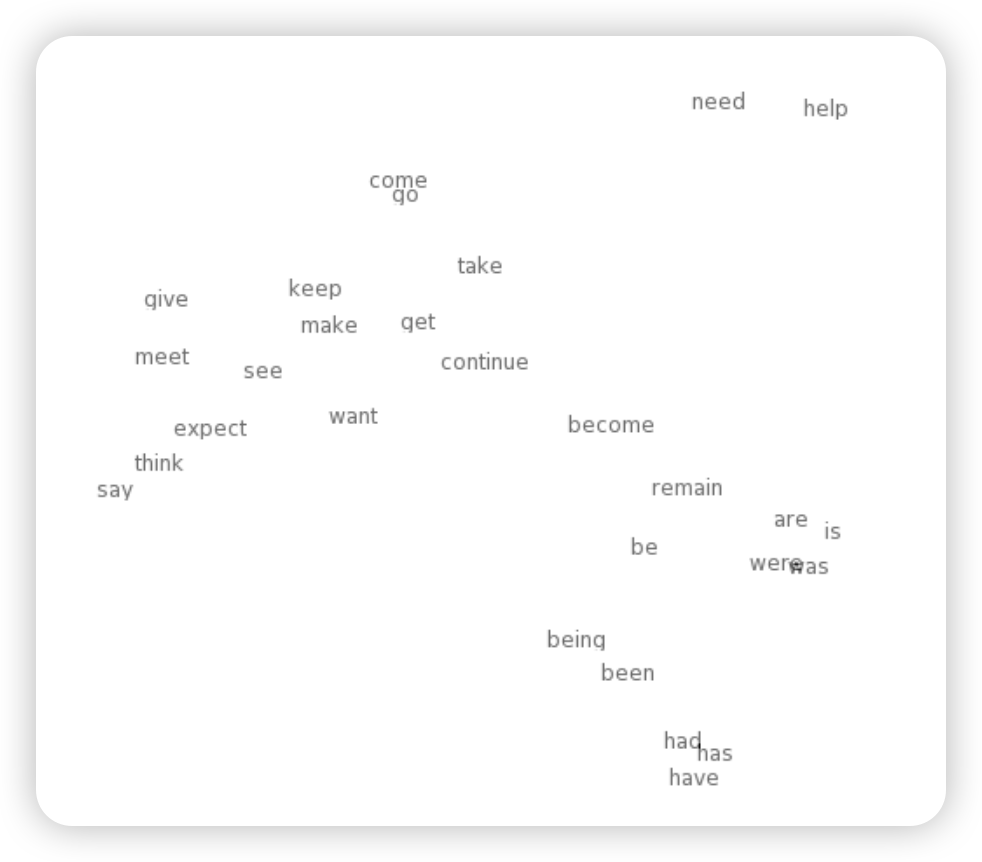 need
help
come
go
take
keep
give
get
make
meet
continue
see
want
become
expect
think
remain
say
are
is
be
were
was
being
been
had
has
have